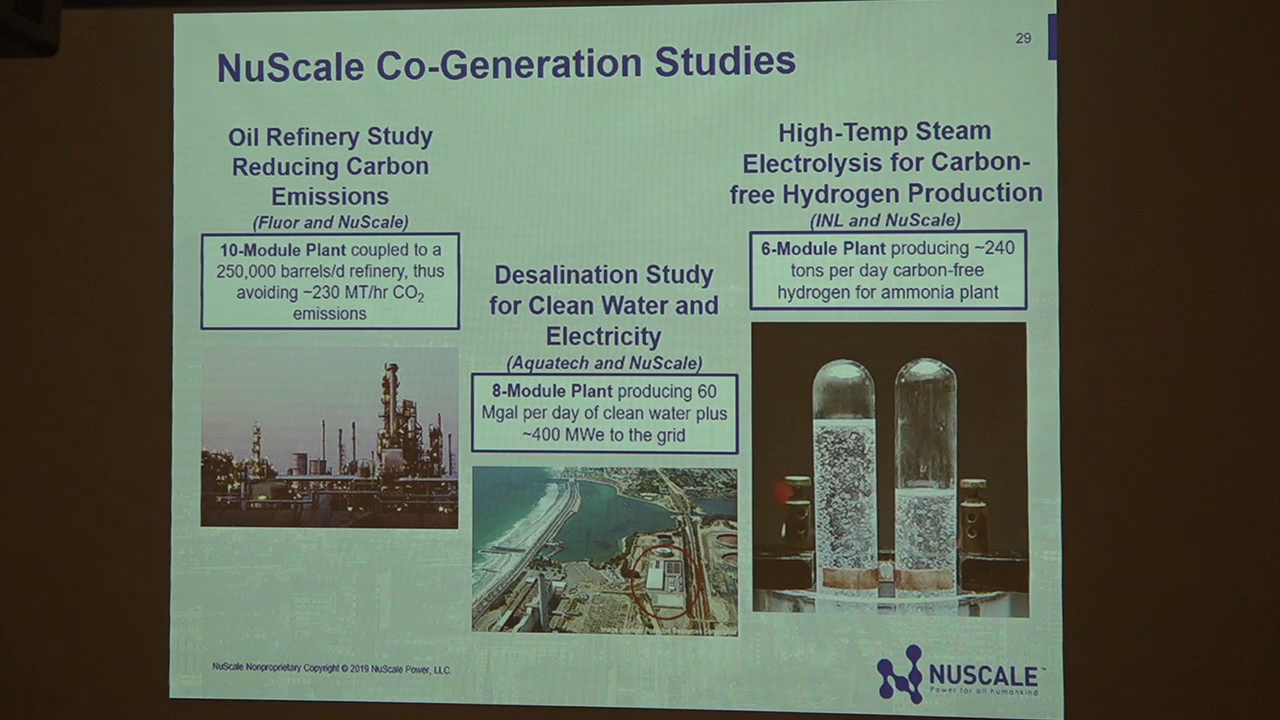 29
NuScale Co-Generation Studies
Oil Refinery Study
Reducing Carbon
Emissions
(Fluor and NuScale)
10-Module Plant coupled to a
250,000 barrels/d refinery, thus
avoiding ~230 MT/hr CO₂
emissions
Desalination Study
for Clean Water and
Electricity
(Aquatech and NuScale)
8-Module Plant producing 60
Mgal per day of clean water plus
~400 MWe to the grid
High-Temp Steam
Electrolysis for Carbon-
free Hydrogen Production
(INL and NuScale)
6-Module Plant producing ~240
tons per day carbon-free
hydrogen for ammonia plant
NuScale Nonproprietary Copyright © 2019 NuScale Power, LLC.
NUSCALE™
Power for all humankind